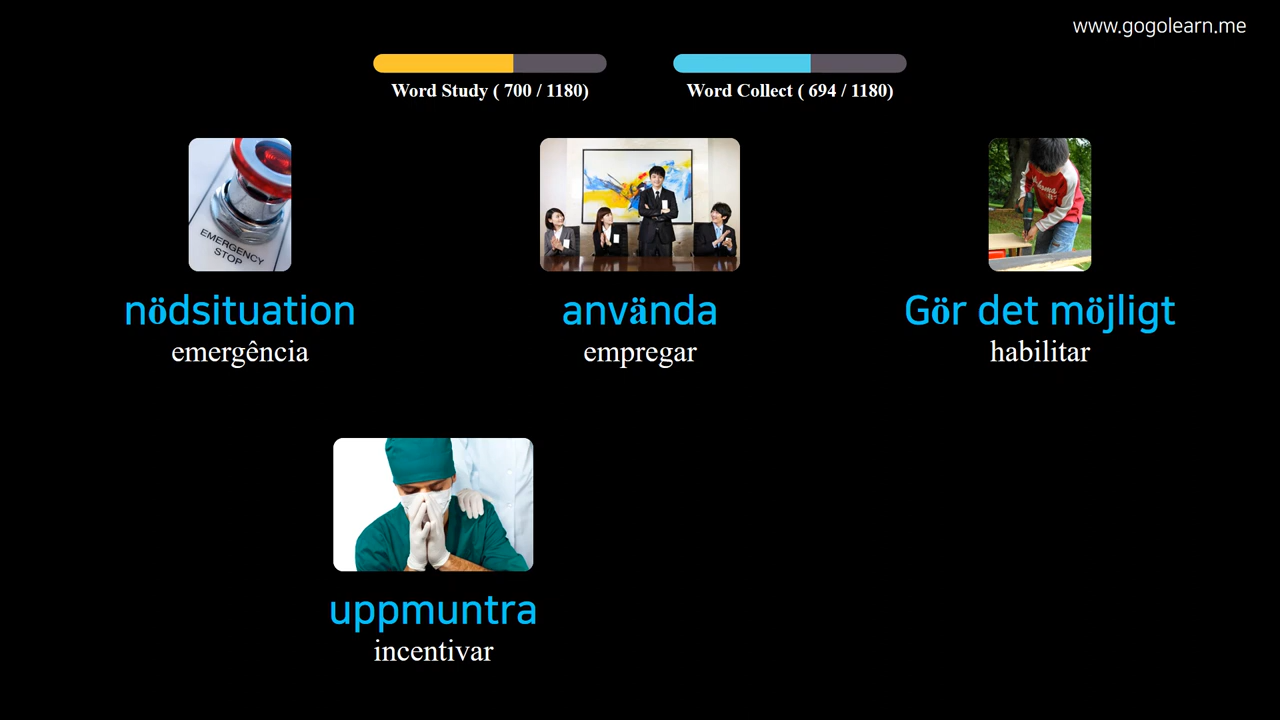 www.gogolearn.me
Word Study ( 700 / 1180)
Word Collect ( 694 / 1180)
EMERGENCY
STOP
nödsituation
emergência
använda
empregar
Gör det möjligt
habilitar
uppmuntra
incentivar